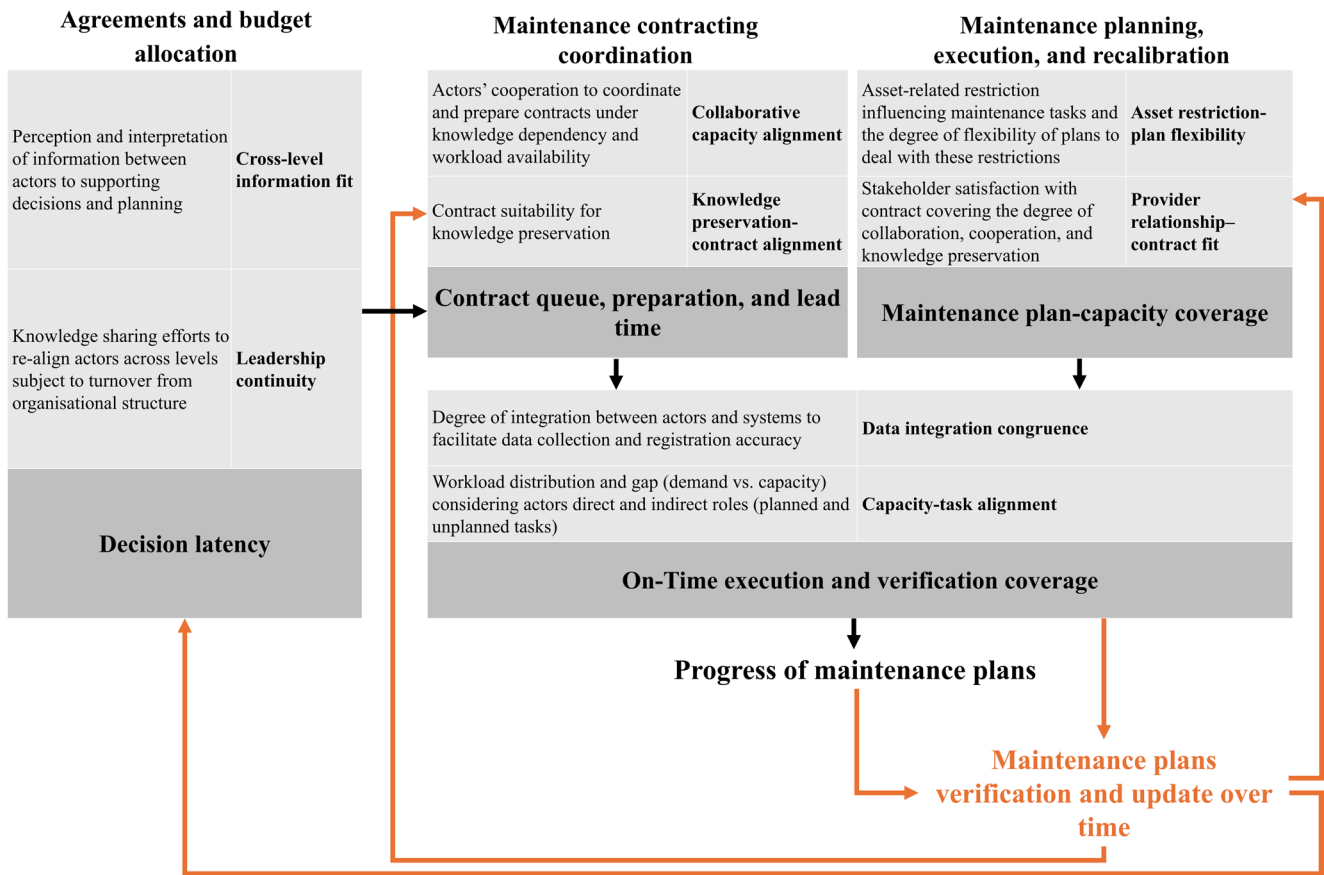 Agreements and budget
allocation
Perception and interpretation
of information between
actors to supporting
decisions and planning
Cross-level
information fit
Knowledge sharing efforts to
re-align actors across levels
subject to turnover from
organisational structure
Leadership
continuity
Decision latency
Maintenance contracting
coordination
Actors’ cooperation to coordinate
and prepare contracts under
knowledge dependency and
workload availability
Collaborative
capacity alignment
Contract suitability for
knowledge preservation
Knowledge
preservation-
contract alignment
Contract queue, preparation, and lead
time
Maintenance planning,
execution, and recalibration
Asset-related restriction
influencing maintenance tasks and
the degree of flexibility of plans to
deal with these restrictions
Asset restriction-
plan flexibility
Stakeholder satisfaction with
contract covering the degree of
collaboration, cooperation, and
knowledge preservation
Provider
relationship–
contract fit
Maintenance plan-capacity coverage
Degree of integration between actors and systems to
facilitate data collection and registration accuracy
Data integration congruence
Workload distribution and gap (demand vs. capacity)
considering actors direct and indirect roles (planned and
unplanned tasks)
Capacity-task alignment
On-Time execution and verification coverage
Progress of maintenance plans
Maintenance plans
verification and update over
time